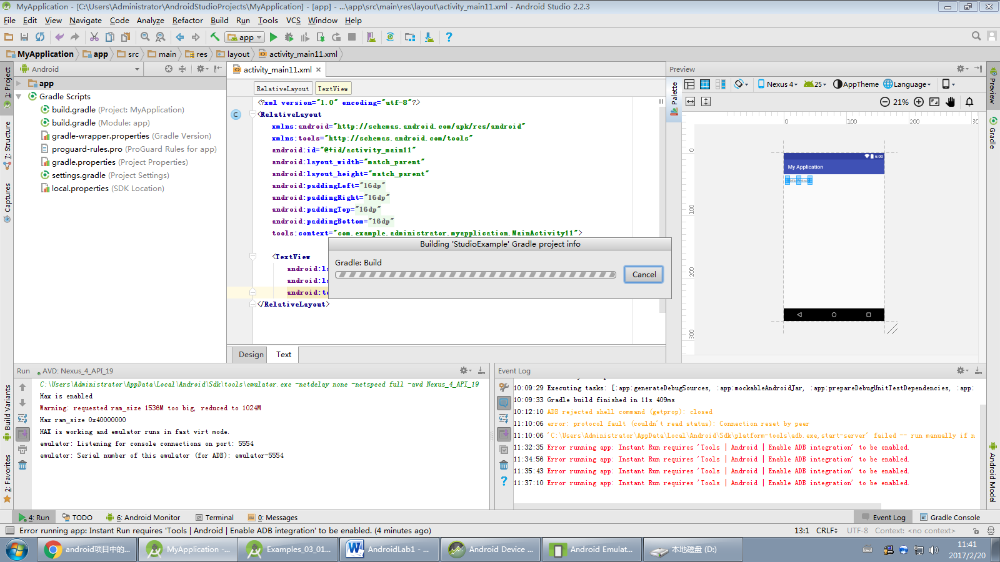 MyApplication - [C:\Users\Administrator\AndroidStudioProjects\MyApplication] - [app] - ...\app\src\main\res\layout\activity_main11.xml - Android Studio 2.2.3
File Edit View Navigate Code Analyze Refactor Build Run Tools VCS Window Help
app
MyApplication app src main res layout activity_main11.xml
1: Project
7: Structure
Captures
Build Variants
2: Favorites
Android
app
Gradle Scripts
build.gradle (Project: MyApplication)
build.gradle (Module: app)
gradle-wrapper.properties (Gradle Version)
proguard-rules.pro (ProGuard Rules for app)
gradle.properties (Project Properties)
settings.gradle (Project Settings)
local.properties (SDK Location)
activity_main11.xml
RelativeLayout TextView
<?xml version="1.0" encoding="utf-8"?>
<RelativeLayout
xmlns:android="http://schemas.android.com/apk/res/android"
xmlns:tools="http://schemas.android.com/tools"
android:id="@+id/activity_main11"
android:layout_width="match_parent"
android:layout_height="match_parent"
android:paddingLeft="16dp"
android:paddingRight="16dp"
android:paddingTop="16dp"
android:paddingBottom="16dp"
tools:context="com.example.administrator.myapplication.MainActivity11">
<TextView
android:la
android:la
android:te
</RelativeLayout>
Building 'StudioExample' Gradle project info
Gradle: Build
Cancel
Design Text
Preview
Palette
Nexus 4 25 AppTheme Language
21%
0 100 200 300
0
100
200
300
6:00
My Application
Preview
Gradle
Android Model
Run AVD: Nexus_4_API_19
C:\Users\Administrator\AppData\Local\Android\Sdk\tools\emulator.exe -netdelay none -netspeed full -avd Nexus_4_API_19
Hax is enabled
Warning: requested ram_size 1536M too big, reduced to 1024M
Hax ram_size 0x40000000
HAX is working and emulator runs in fast virt mode.
emulator: Listening for console connections on port: 5554
emulator: Serial number of this emulator (for ADB): emulator-5554
Event Log
10:09:29 Executing tasks: [:app:generateDebugSources, :app:mockableAndroidJar, :app:prepareDebugUnitTestDependencies, :app:
10:09:33 Gradle build finished in 11s 409ms
10:12:10 ADB rejected shell command (getprop): closed
11:10:06 error: protocol fault (couldn't read status): Connection reset by peer
11:10:06 'C:\Users\Administrator\AppData\Local\Android\Sdk\platform-tools\adb.exe,start-server' failed -- run manually if n
11:32:35 Error running app: Instant Run requires 'Tools | Android | Enable ADB integration' to be enabled.
11:34:56 Error running app: Instant Run requires 'Tools | Android | Enable ADB integration' to be enabled.
11:35:43 Error running app: Instant Run requires 'Tools | Android | Enable ADB integration' to be enabled.
11:37:10 Error running app: Instant Run requires 'Tools | Android | Enable ADB integration' to be enabled.
4: Run TODO 6: Android Monitor Terminal 0: Messages Event Log Gradle Console
Error running app: Instant Run requires 'Tools | Android | Enable ADB integration' to be enabled. (4 minutes ago) 13:1 CRLF UTF-8 Context: <no context>
android项目中的... MyApplication -... Examples_03_01... AndroidLab1 - ... Android Device ... Android Emulat... 本地磁盘 (D:)
11:41
2017/2/20